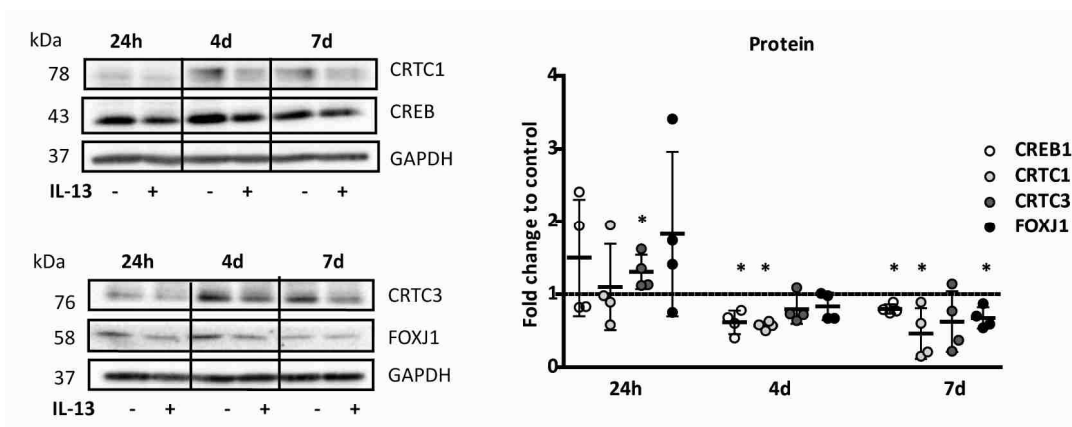 kDa 24h 4d 7d
78 CRTC1
43 CREB
37 GAPDH
IL-13 - + - + - +
kDa 24h 4d 7d
76 CRTC3
58 FOXJ1
37 GAPDH
IL-13 - + - + - +
Protein
Fold change to control
4
3
2
1
0
* * * * * *
24h 4d 7d
CREB1
CRTC1
CRTC3
FOXJ1